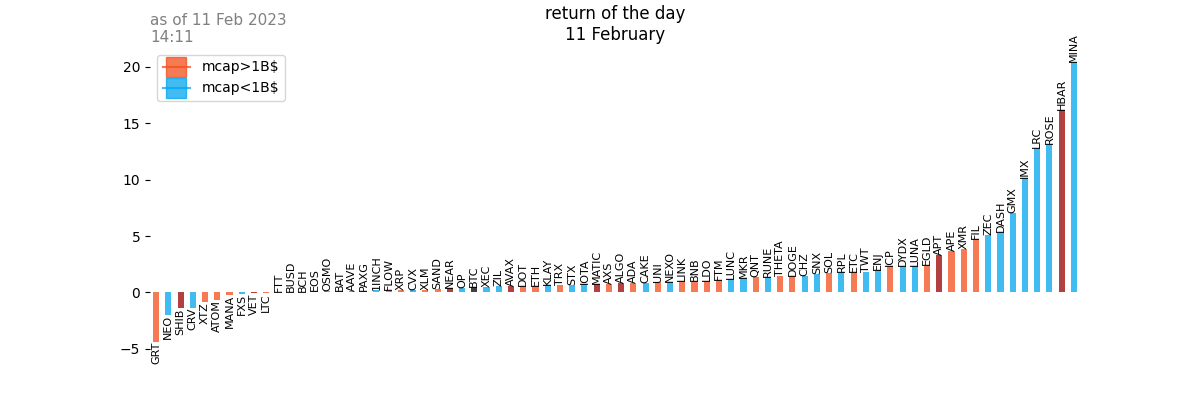 as of 11 Feb 2023
14:11
return of the day
11 February
mcap>1B$
mcap<1B$
20
15
10
5
0
−5
GRT
NEO
SHIB
CRV
XTZ
ATOM
MANA
FXS
VET
LTC
FTT
BUSD
BCH
EOS
OSMO
BAT
AAVE
PAXG
1INCH
FLOW
XRP
CVX
XLM
SAND
NEAR
OP
BTC
XEC
ZIL
AVAX
DOT
ETH
KLAY
TRX
STX
IOTA
MATIC
AXS
ALGO
ADA
CAKE
UNI
NEXO
LINK
BNB
LDO
FTM
LUNC
MKR
QNT
RUNE
THETA
DOGE
CHZ
SNX
SOL
RPL
ETC
TWT
ENJ
ICP
DYDX
LUNA
EGLD
APT
APE
XMR
FIL
ZEC
DASH
GMX
IMX
LRC
ROSE
HBAR
MINA